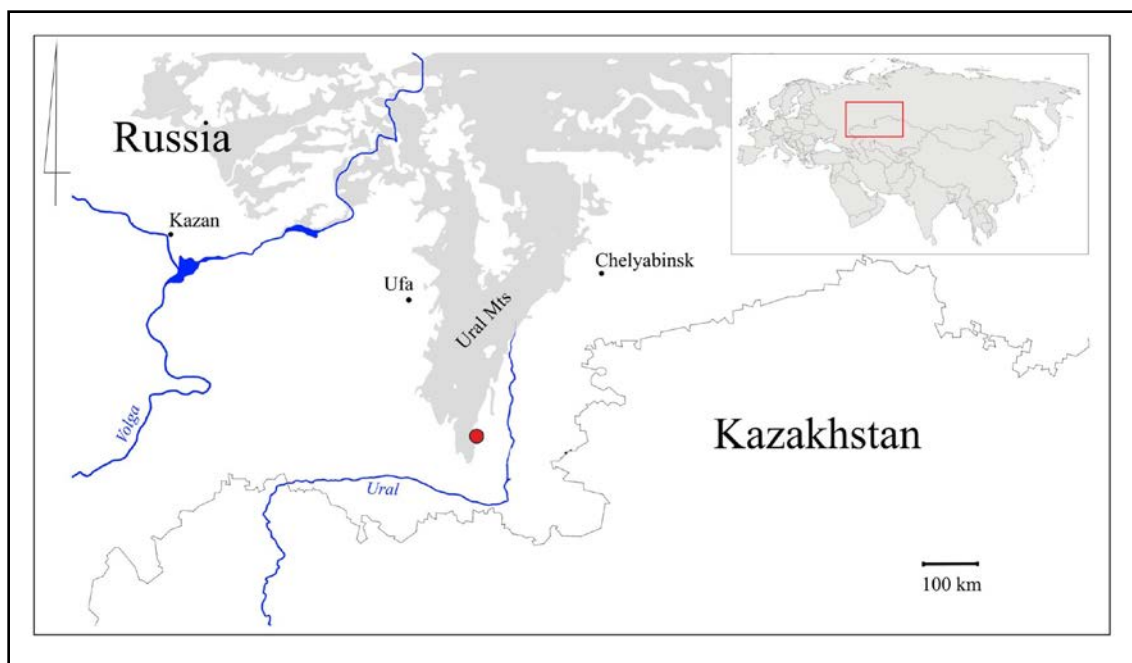 Russia
Kazan
Ufa
Chelyabinsk
Ural Mts
Volga
Ural
Kazakhstan
100 km